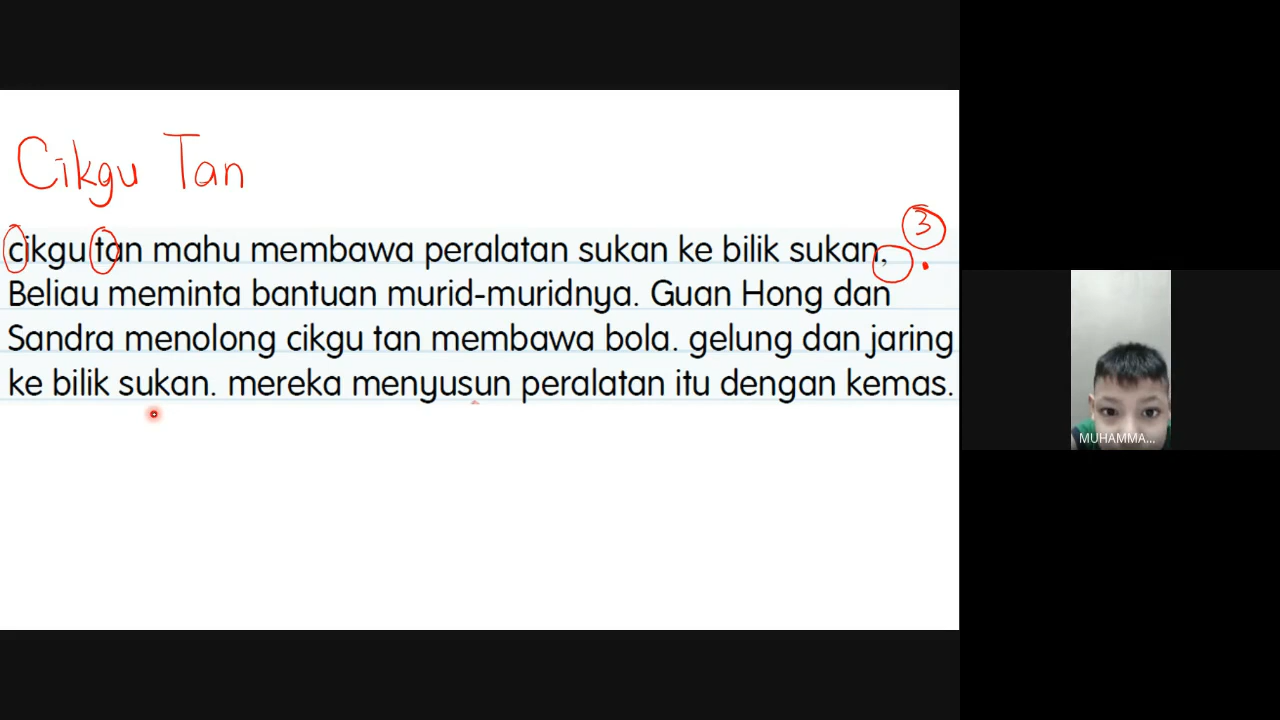 Cikgu Tan
3
cikgu tan mahu membawa peralatan sukan ke bilik sukan,
Beliau meminta bantuan murid-muridnya. Guan Hong dan
Sandra menolong cikgu tan membawa bola. gelung dan jaring
ke bilik sukan. mereka menyusun peralatan itu dengan kemas.
MUHAMMA...